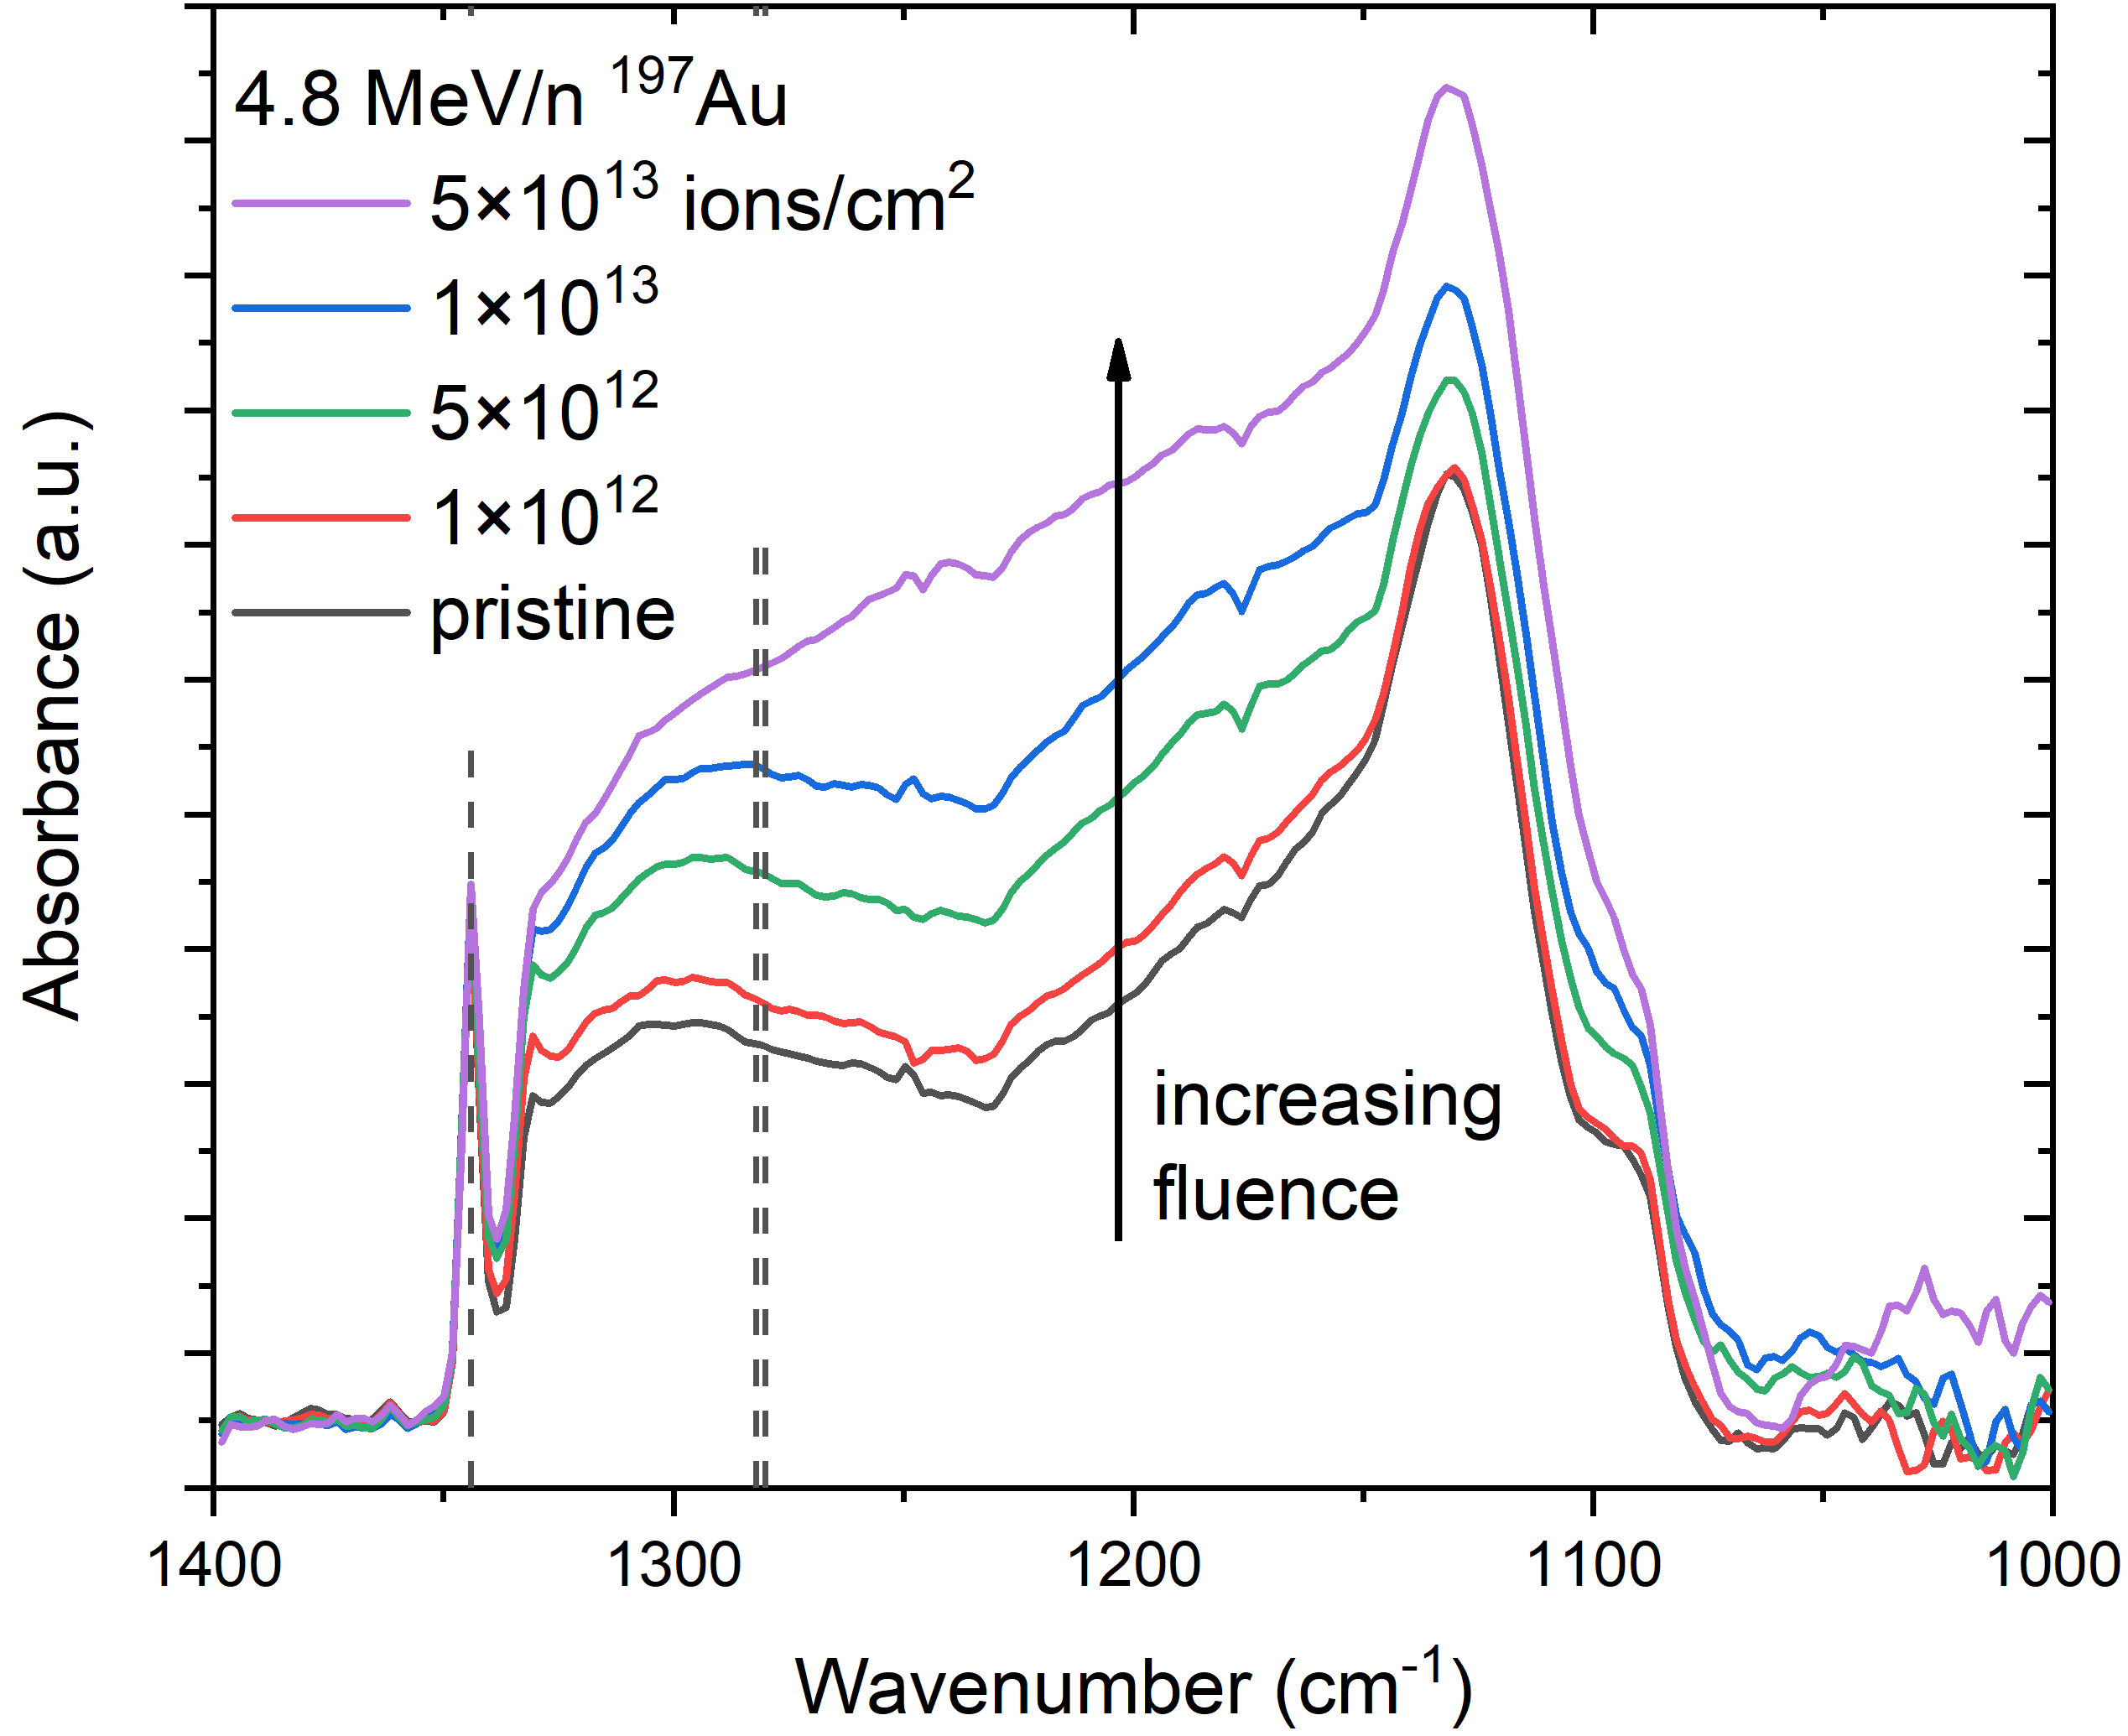 4.8 MeV/n ¹⁹⁷Au
5×10¹³ ions/cm²
1×10¹³
5×10¹²
1×10¹²
pristine
increasing
fluence
Absorbance (a.u.)
1400 1300 1200 1100 1000
Wavenumber (cm⁻¹)